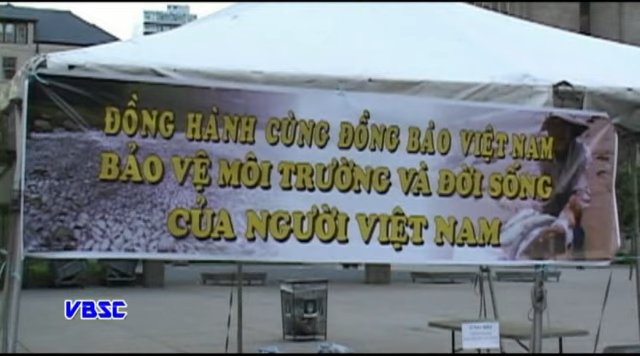 ĐỒNG HÀNH CÙNG ĐỒNG BÀO VIỆT NAM
BẢO VỆ MÔI TRƯỜNG VÀ ĐỜI SỐNG
CỦA NGƯỜI VIỆT NAM
VBSC